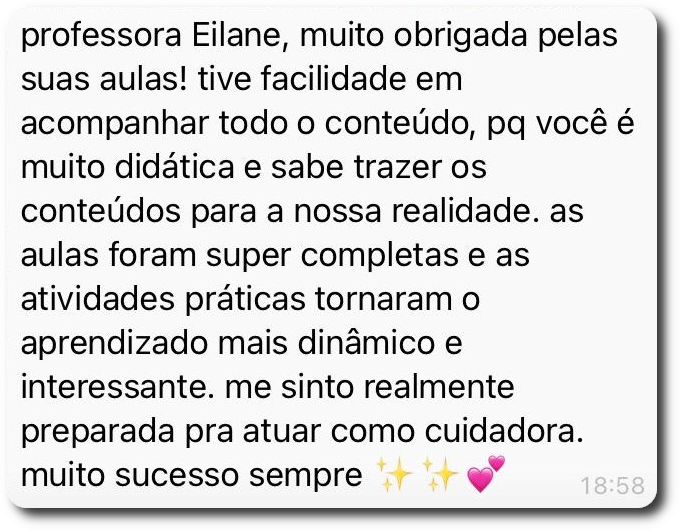 professora Eilane, muito obrigada pelas
suas aulas! tive facilidade em
acompanhar todo o conteúdo, pq você é
muito didática e sabe trazer os
conteúdos para a nossa realidade. as
aulas foram super completas e as
atividades práticas tornaram o
aprendizado mais dinâmico e
interessante. me sinto realmente
preparada pra atuar como cuidadora.
muito sucesso sempre ✨✨💕
18:58